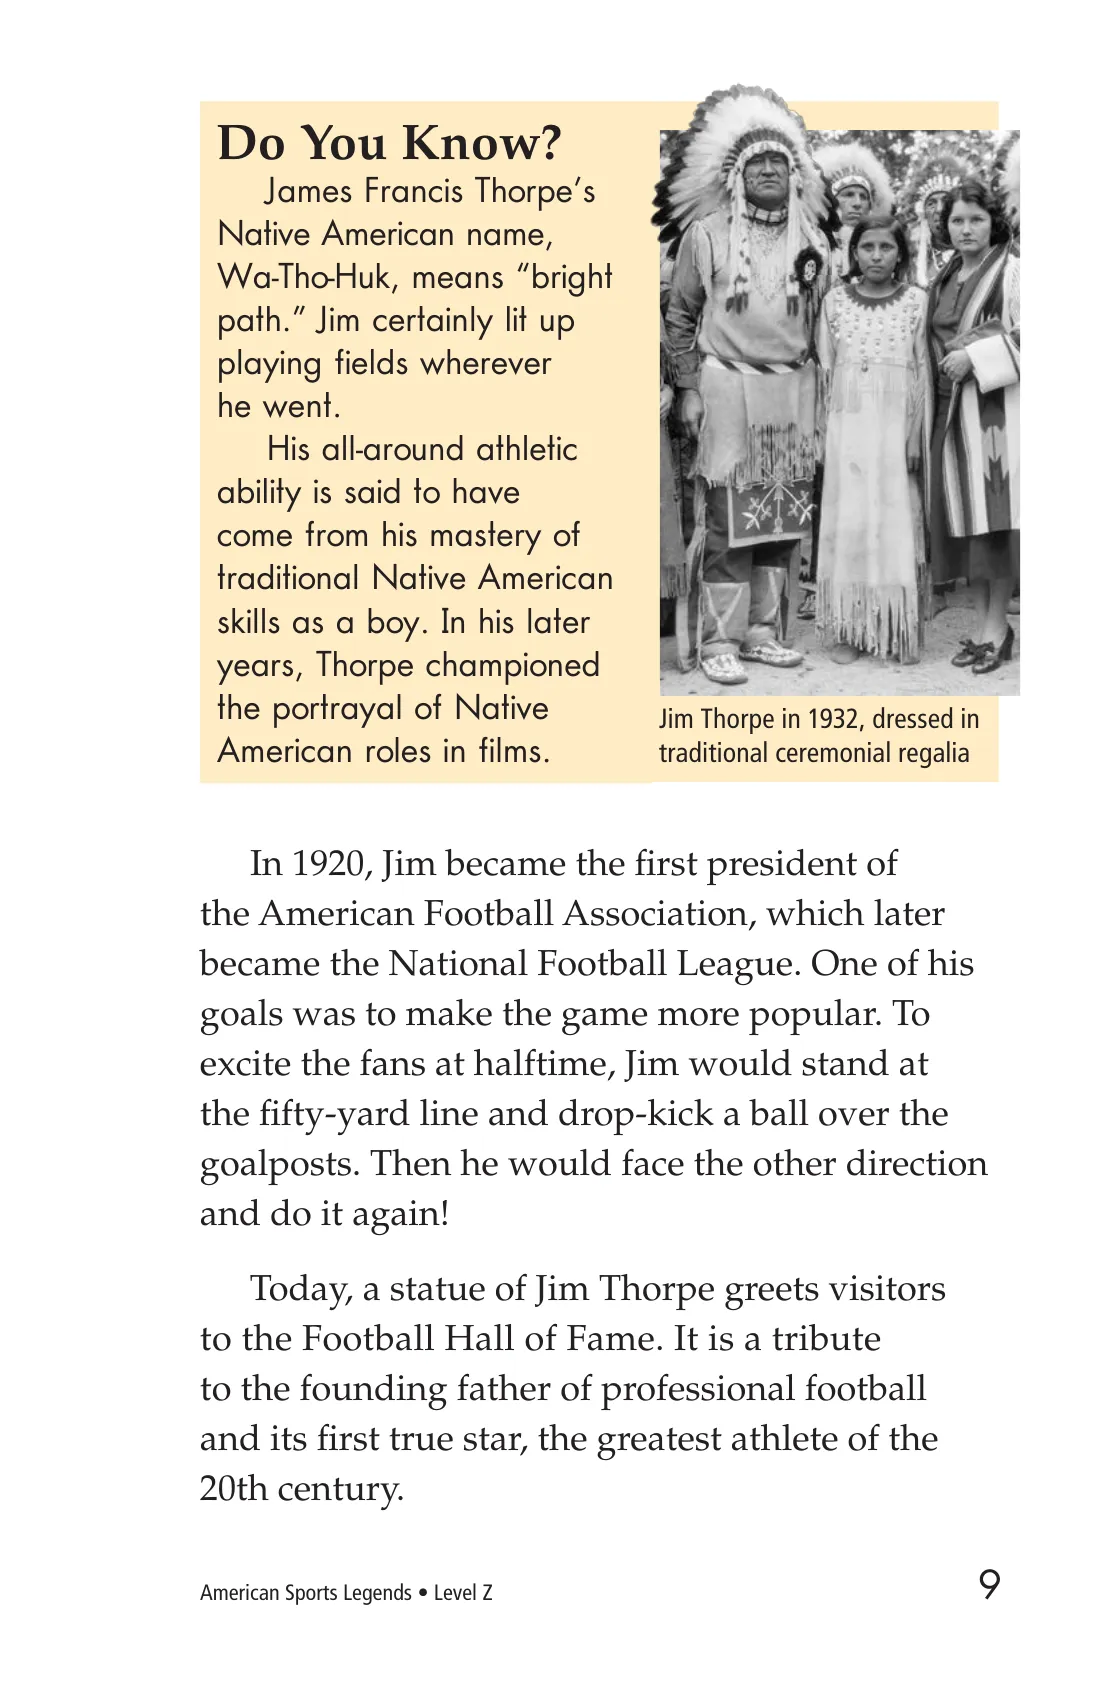 Do You Know?
James Francis Thorpe’s
Native American name,
Wa-Tho-Huk, means “bright
path.” Jim certainly lit up
playing fields wherever
he went.
His all-around athletic
ability is said to have
come from his mastery of
traditional Native American
skills as a boy. In his later
years, Thorpe championed
the portrayal of Native
American roles in films.
Jim Thorpe in 1932, dressed in
traditional ceremonial regalia
In 1920, Jim became the first president of
the American Football Association, which later
became the National Football League. One of his
goals was to make the game more popular. To
excite the fans at halftime, Jim would stand at
the fifty-yard line and drop-kick a ball over the
goalposts. Then he would face the other direction
and do it again!
Today, a statue of Jim Thorpe greets visitors
to the Football Hall of Fame. It is a tribute
to the founding father of professional football
and its first true star, the greatest athlete of the
20th century.
American Sports Legends • Level Z
9